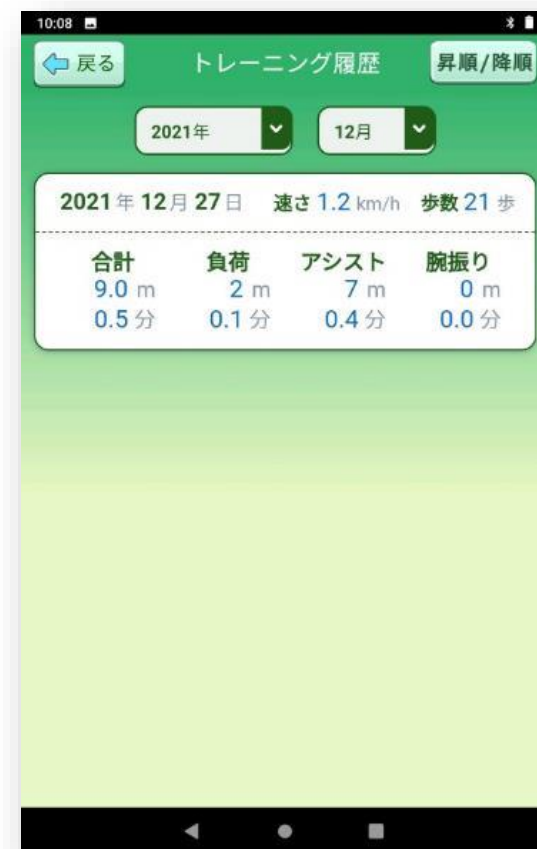 10:08
戻る トレーニング履歴 昇順/降順
2021年 12月
2021年12月27日 速さ1.2 km/h 歩数21歩
合計 負荷 アシスト 腕振り
9.0 m 2 m 7 m 0 m
0.5分 0.1分 0.4分 0.0分